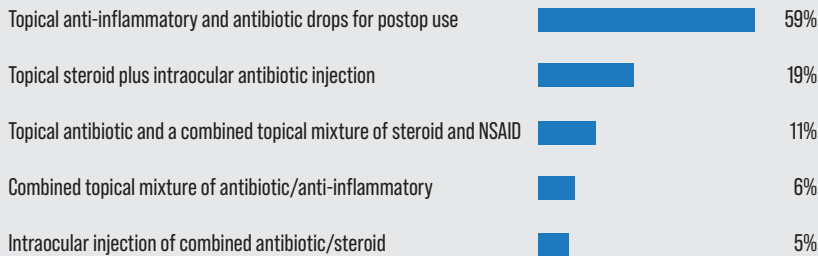 Topical anti-inflammatory and antibiotic drops for postop use 59%
Topical steroid plus intraocular antibiotic injection 19%
Topical antibiotic and a combined topical mixture of steroid and NSAID 11%
Combined topical mixture of antibiotic/anti-inflammatory 6%
Intraocular injection of combined antibiotic/steroid 5%